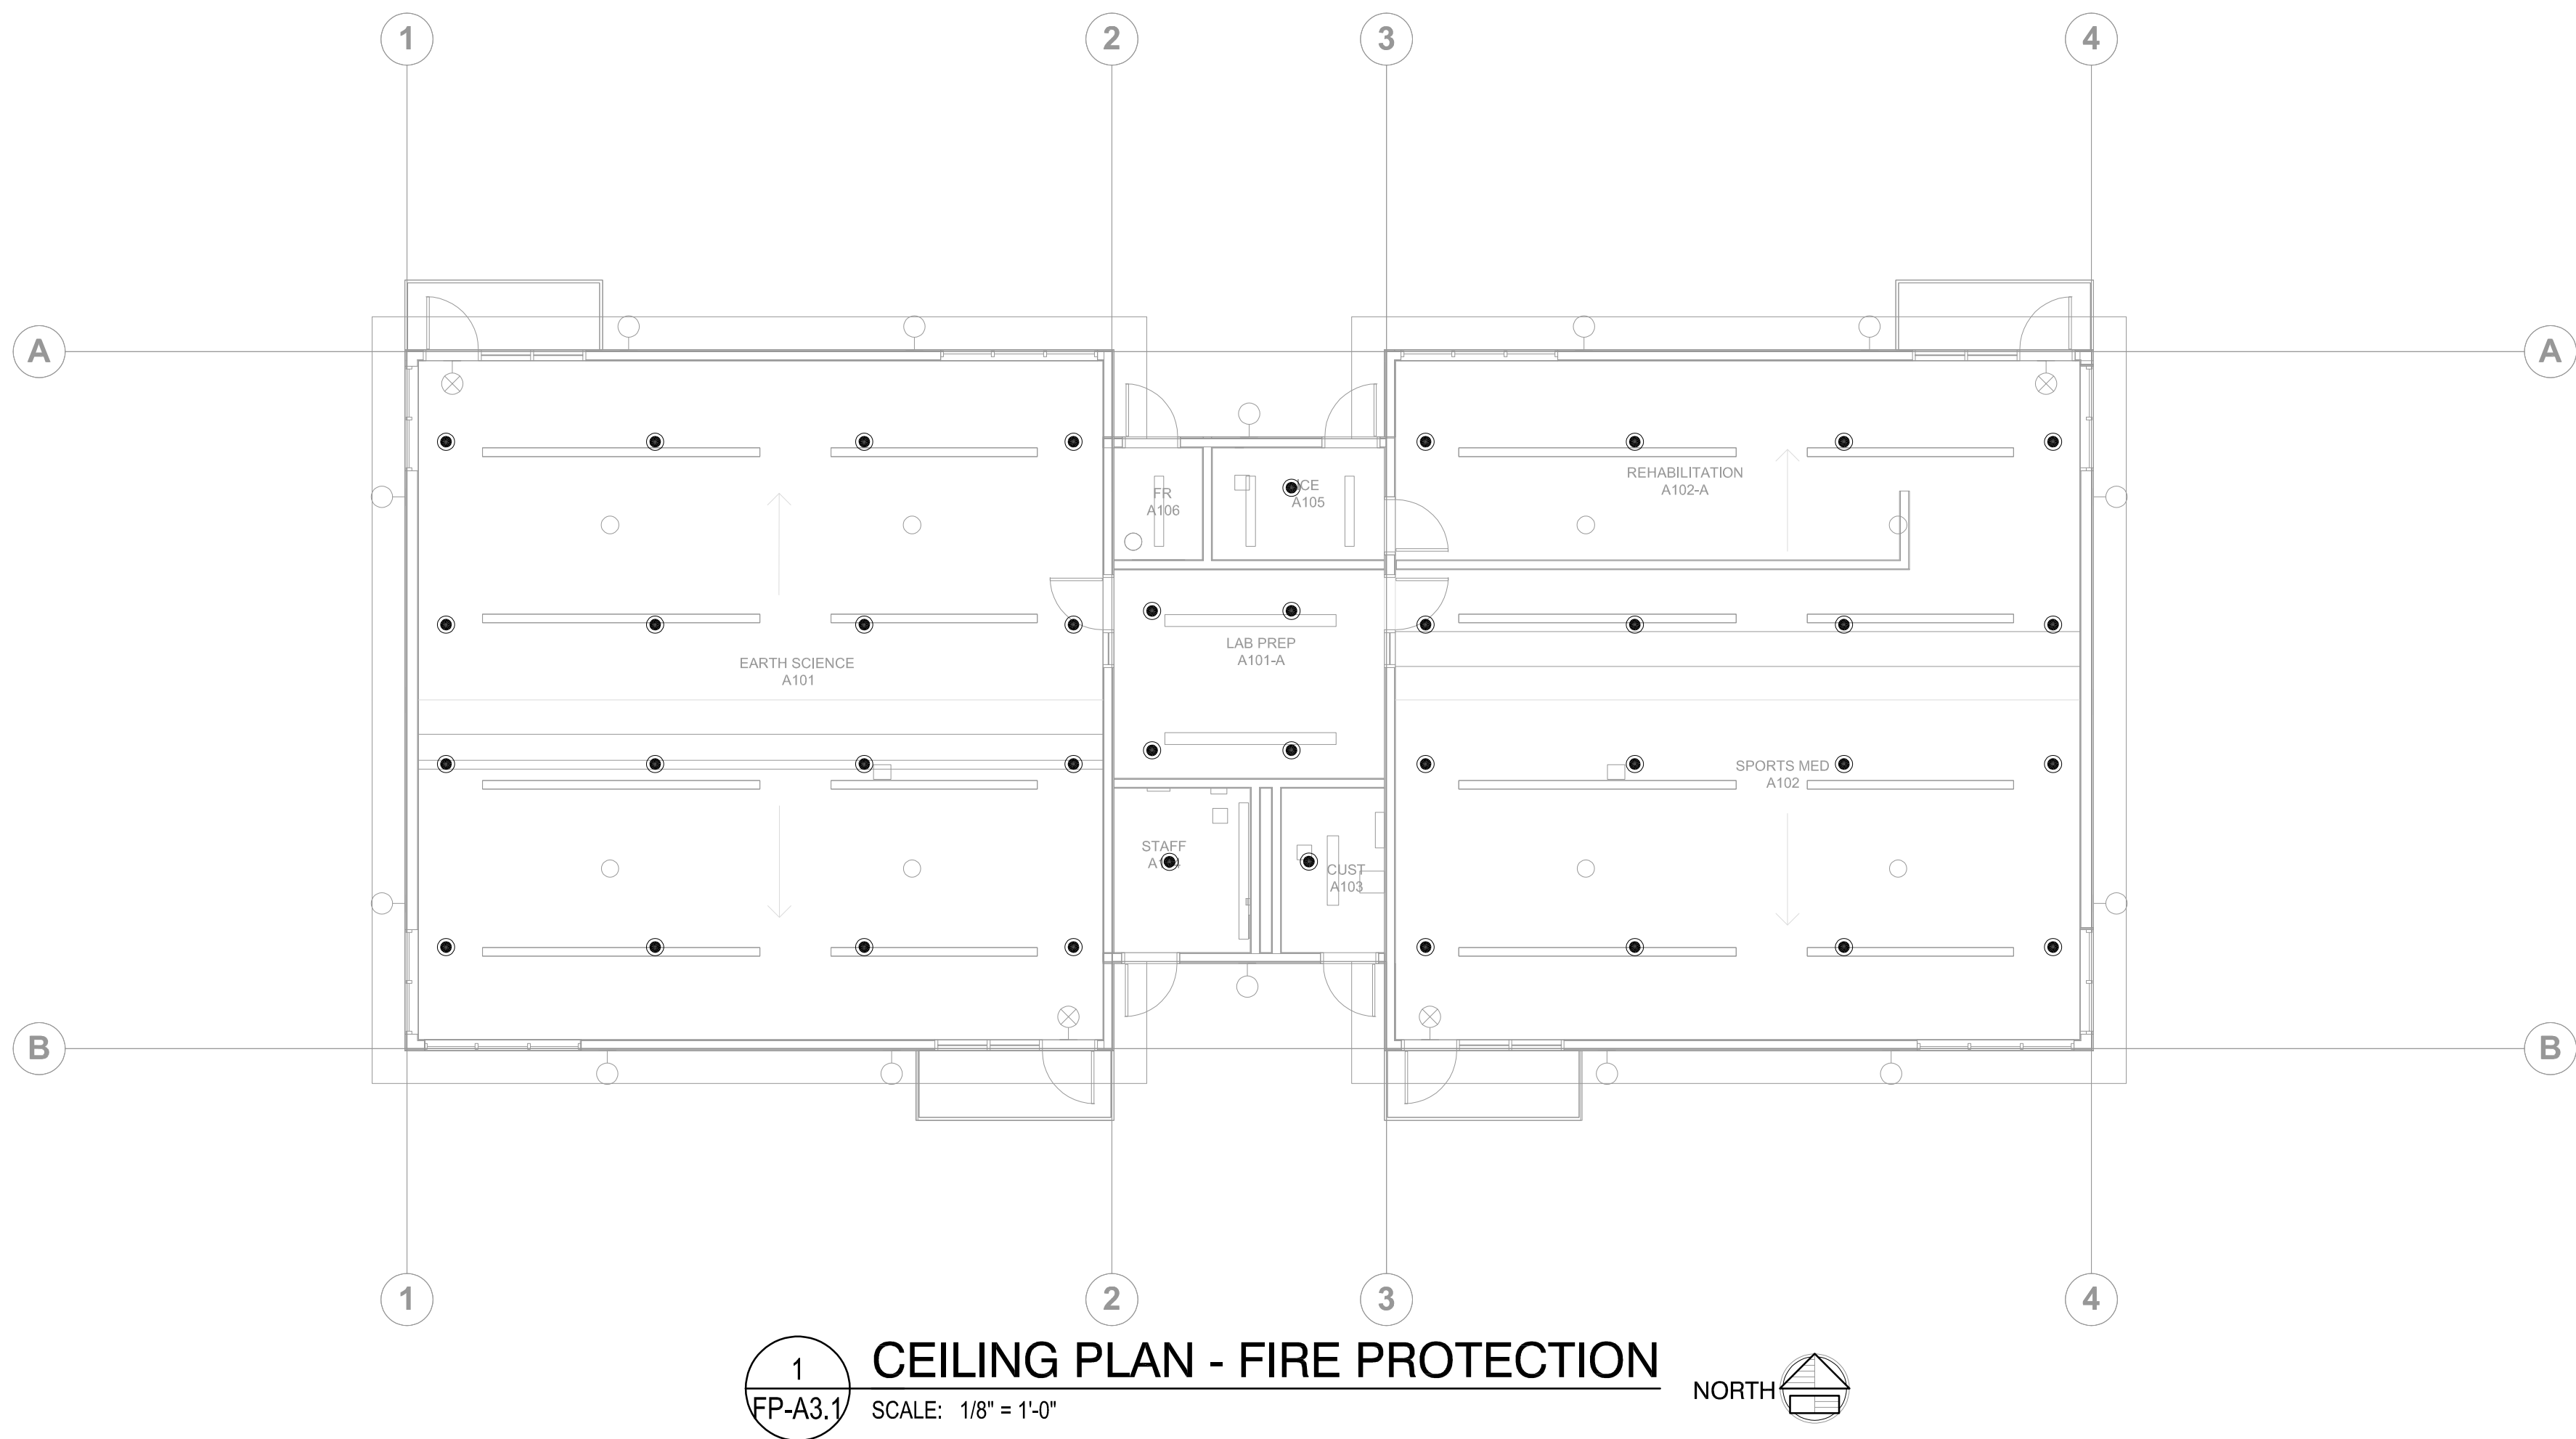 1
2
3
4
A
A
FR
A106
ICE
A105
REHABILITATION
A102-A
EARTH SCIENCE
A101
LAB PREP
A101-A
SPORTS MED
A102
STAFF
CUST
A103
B
B
1
2
3
4
1
FP-A3.1
CEILING PLAN - FIRE PROTECTION
SCALE: 1/8" = 1'-0"
NORTH